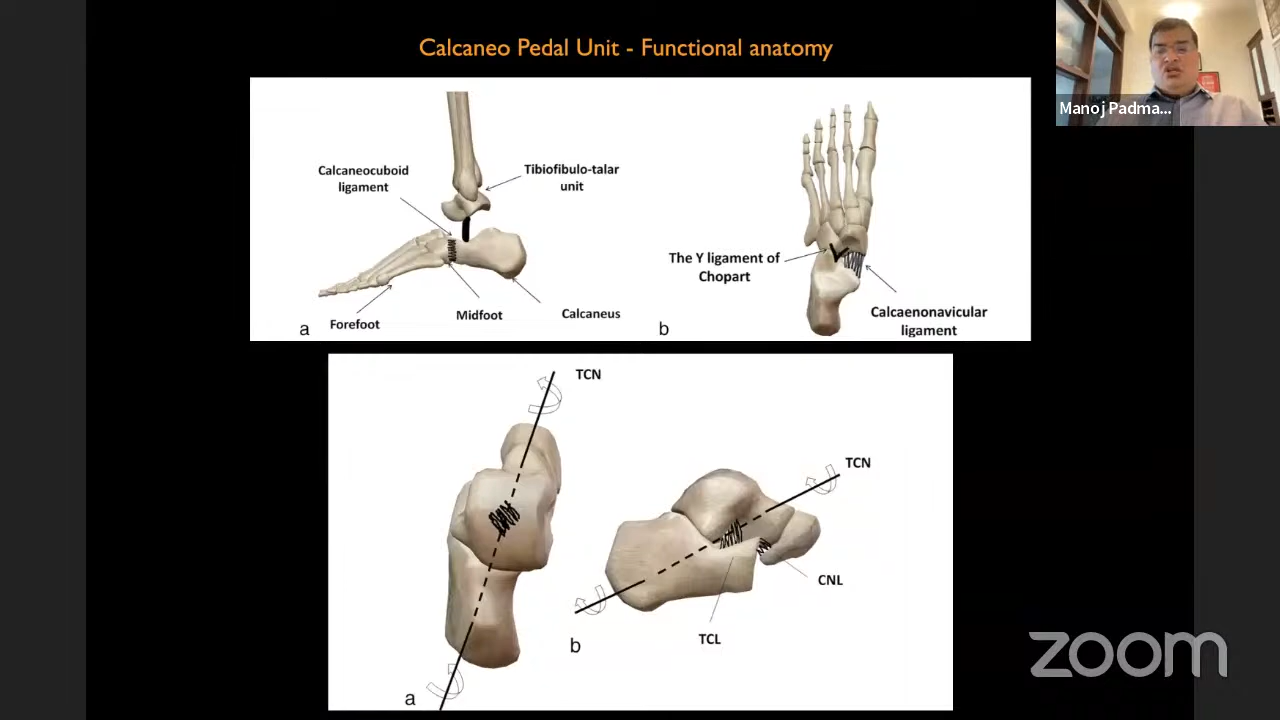 Calcaneo Pedal Unit - Functional anatomy
Manoj Padma...
Calcaneocuboid
ligament
Tibiofibulo-talar
unit
Forefoot
Midfoot
Calcaneus
a
The Y ligament of
Chopart
Calcaenonavicular
ligament
b
TCN
a
TCN
CNL
TCL
b
zoom